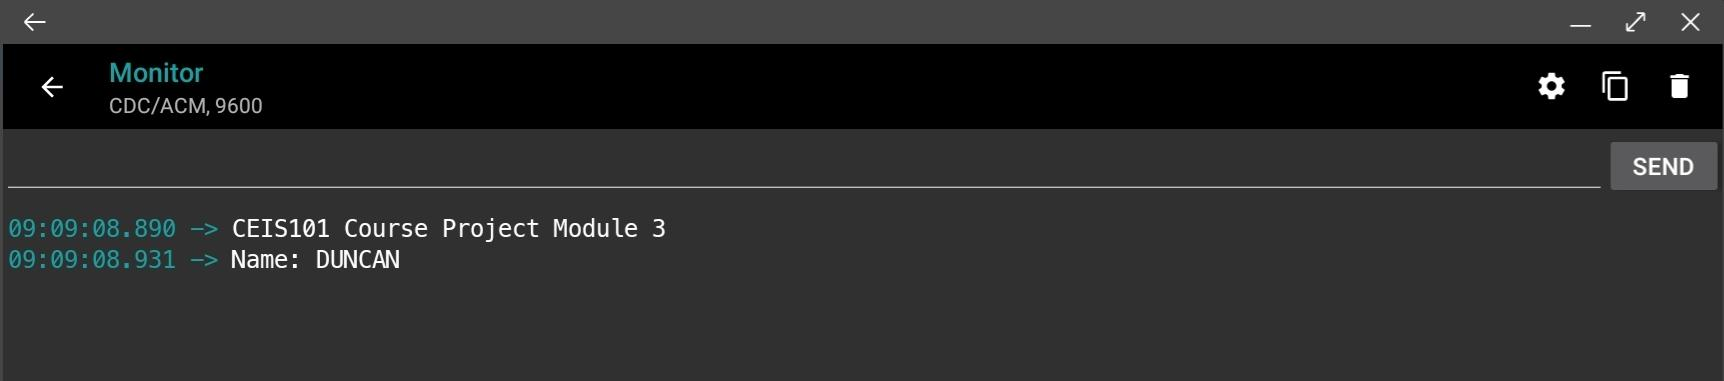 Monitor
CDC/ACM, 9600
SEND
09:09:08.890 -> CEIS101 Course Project Module 3
09:09:08.931 -> Name: DUNCAN